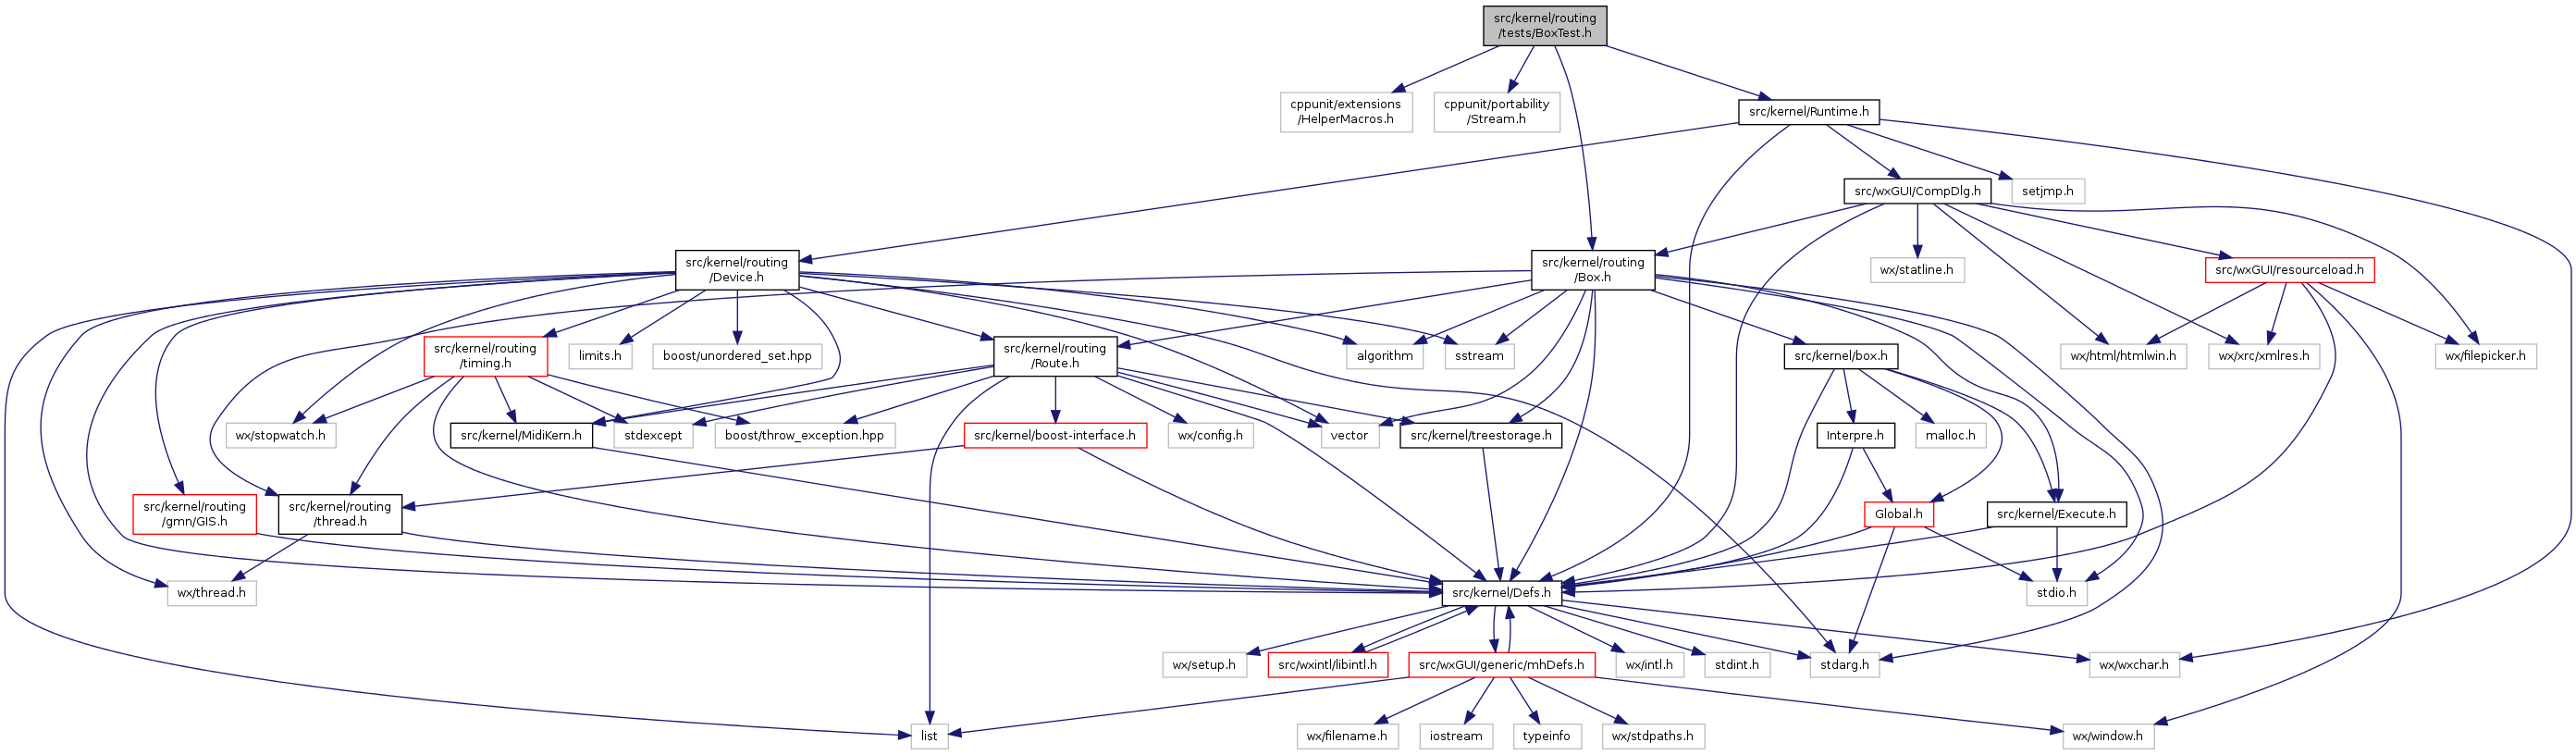 src/kernel/routing
/tests/BoxTest.h
cppunit/extensions
/HelperMacros.h
cppunit/portability
/Stream.h
src/kernel/Runtime.h
src/wxGUI/CompDlg.h
setjmp.h
src/kernel/routing
/Device.h
src/kernel/routing
/Box.h
wx/statline.h
src/wxGUI/resourceload.h
src/kernel/routing
/timing.h
limits.h
boost/unordered_set.hpp
src/kernel/routing
/Route.h
algorithm
sstream
src/kernel/box.h
wx/html/htmlwin.h
wx/xrc/xmlres.h
wx/filepicker.h
wx/stopwatch.h
src/kernel/MidiKern.h
stdexcept
boost/throw_exception.hpp
src/kernel/boost-interface.h
wx/config.h
vector
src/kernel/treestorage.h
Interpre.h
malloc.h
src/kernel/routing
/gmn/GIS.h
src/kernel/routing
/thread.h
Global.h
src/kernel/Execute.h
wx/thread.h
src/kernel/Defs.h
stdio.h
wx/setup.h
src/wxintl/libintl.h
src/wxGUI/generic/mhDefs.h
wx/intl.h
stdint.h
stdarg.h
wx/wxchar.h
list
wx/filename.h
iostream
typeinfo
wx/stdpaths.h
wx/window.h